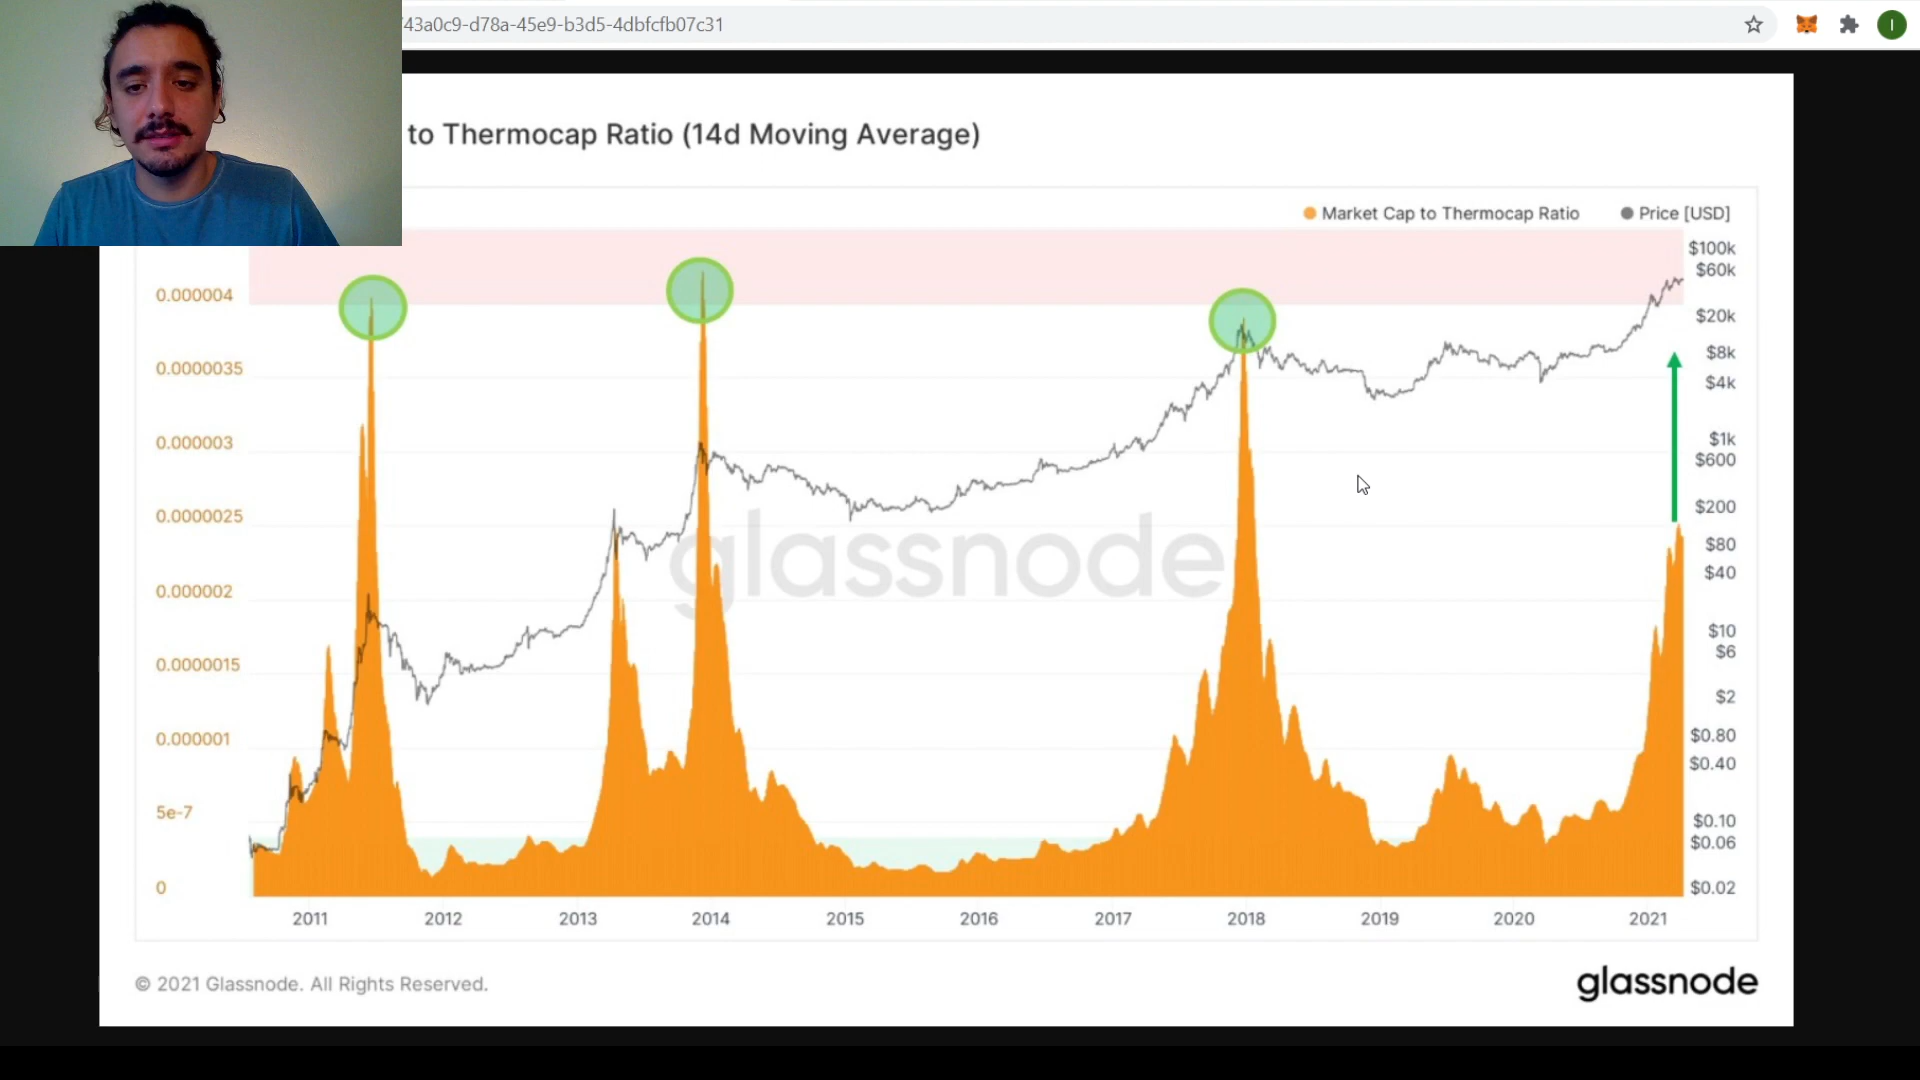 43a0c9-d78a-45e9-b3d5-4dbfcfb07c31
I
to Thermocap Ratio (14d Moving Average)
Market Cap to Thermocap Ratio
Price [USD]
0.000004
0.0000035
0.000003
0.0000025
0.000002
0.0000015
0.000001
5e-7
0
$100k
$60k
$20k
$8k
$4k
$1k
$600
$200
$80
$40
$10
$6
$2
$0.80
$0.40
$0.10
$0.06
$0.02
glassnode
2011 2012 2013 2014 2015 2016 2017 2018 2019 2020 2021
© 2021 Glassnode. All Rights Reserved.
glassnode